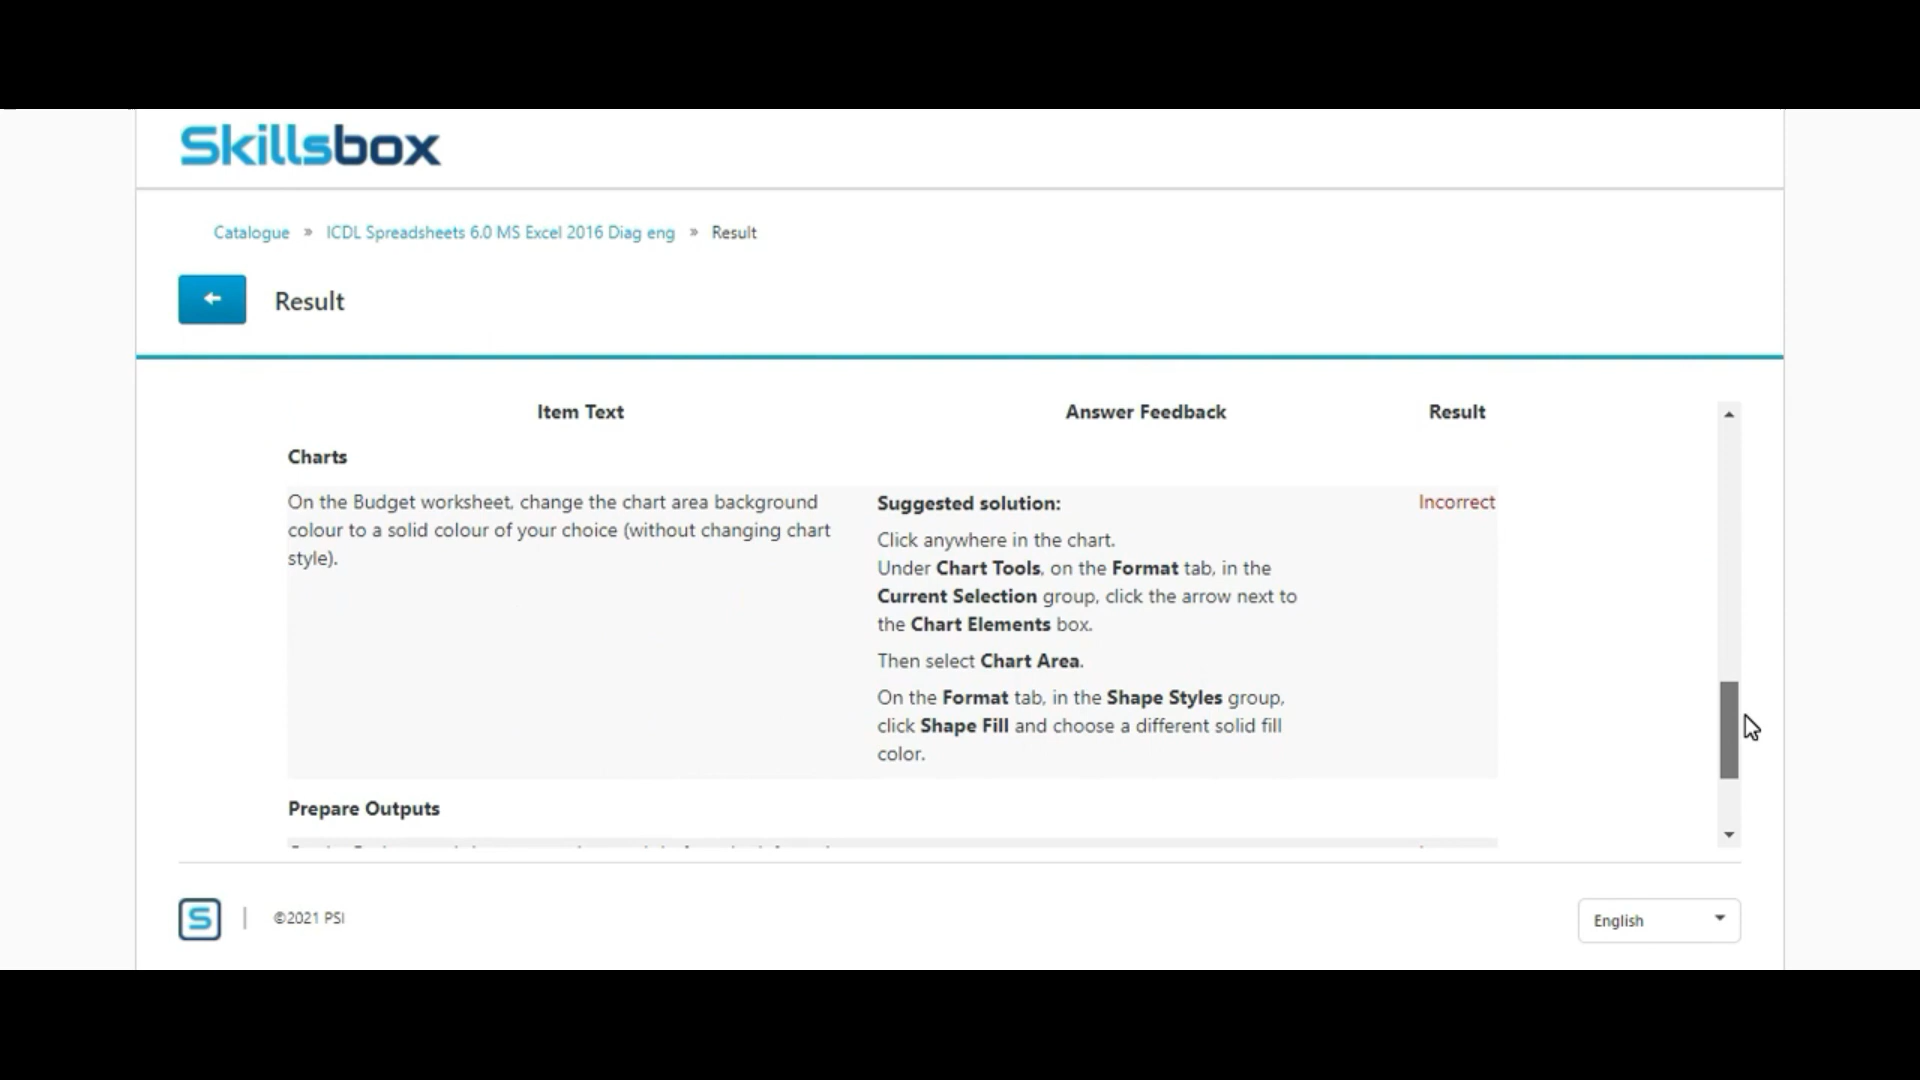 Skillsbox
Catalogue » ICDL Spreadsheets 6.0 MS Excel 2016 Diag eng » Result
Result
Item Text Answer Feedback Result
Charts
On the Budget worksheet, change the chart area background
colour to a solid colour of your choice (without changing chart
style).
Suggested solution:
Click anywhere in the chart.
Under Chart Tools, on the Format tab, in the
Current Selection group, click the arrow next to
the Chart Elements box.
Then select Chart Area.
On the Format tab, in the Shape Styles group,
click Shape Fill and choose a different solid fill
color.
Incorrect
Prepare Outputs
S | ©2021 PSI
English